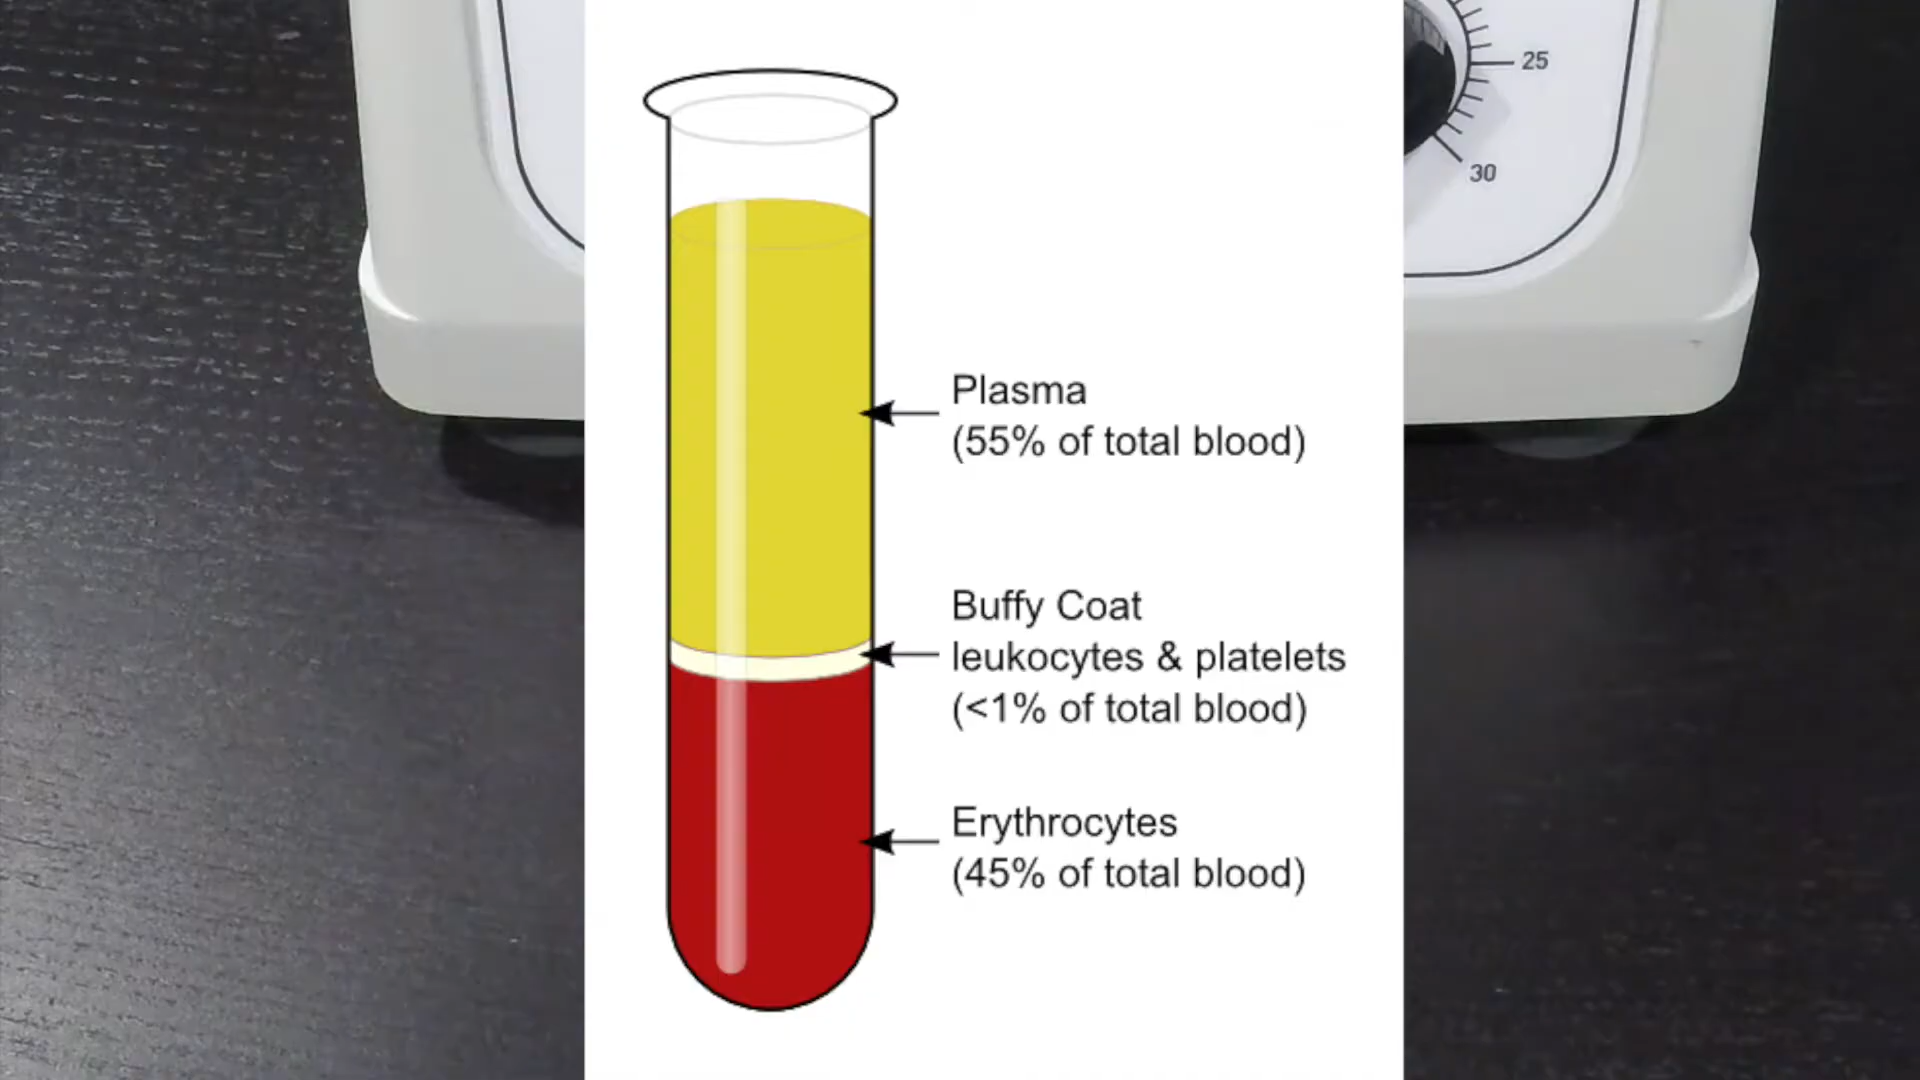 25
30
Plasma
(55% of total blood)
Buffy Coat
leukocytes & platelets
(<1% of total blood)
Erythrocytes
(45% of total blood)